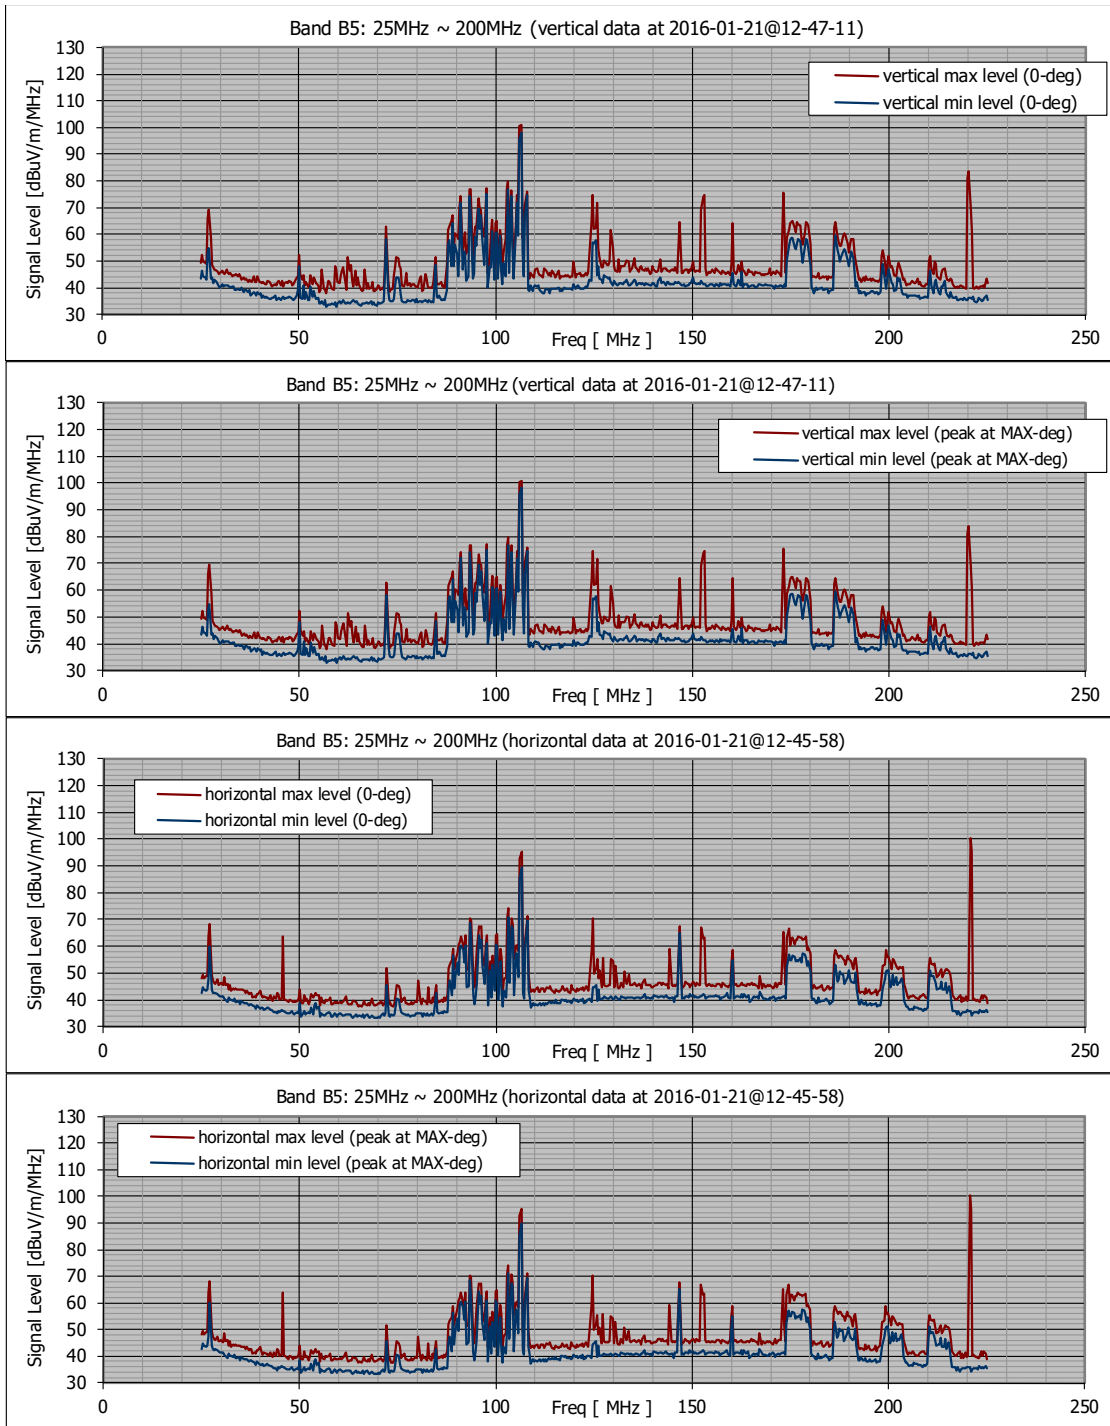 Band B5: 25MHz ~ 200MHz (vertical data at 2016-01-21@12-47-11)
130
120
110
100
90
80
70
60
50
40
30
Signal Level [dBuV/m/MHz]
vertical max level (0-deg)
vertical min level (0-deg)
0 50 100 150 200 250
Freq [ MHz ]
Band B5: 25MHz ~ 200MHz (vertical data at 2016-01-21@12-47-11)
130
120
110
100
90
80
70
60
50
40
30
Signal Level [dBuV/m/MHz]
vertical max level (peak at MAX-deg)
vertical min level (peak at MAX-deg)
0 50 100 150 200 250
Freq [ MHz ]
Band B5: 25MHz ~ 200MHz (horizontal data at 2016-01-21@12-45-58)
130
120
110
100
90
80
70
60
50
40
30
Signal Level [dBuV/m/MHz]
horizontal max level (0-deg)
horizontal min level (0-deg)
0 50 100 150 200 250
Freq [ MHz ]
Band B5: 25MHz ~ 200MHz (horizontal data at 2016-01-21@12-45-58)
130
120
110
100
90
80
70
60
50
40
30
Signal Level [dBuV/m/MHz]
horizontal max level (peak at MAX-deg)
horizontal min level (peak at MAX-deg)
0 50 100 150 200 250
Freq [ MHz ]